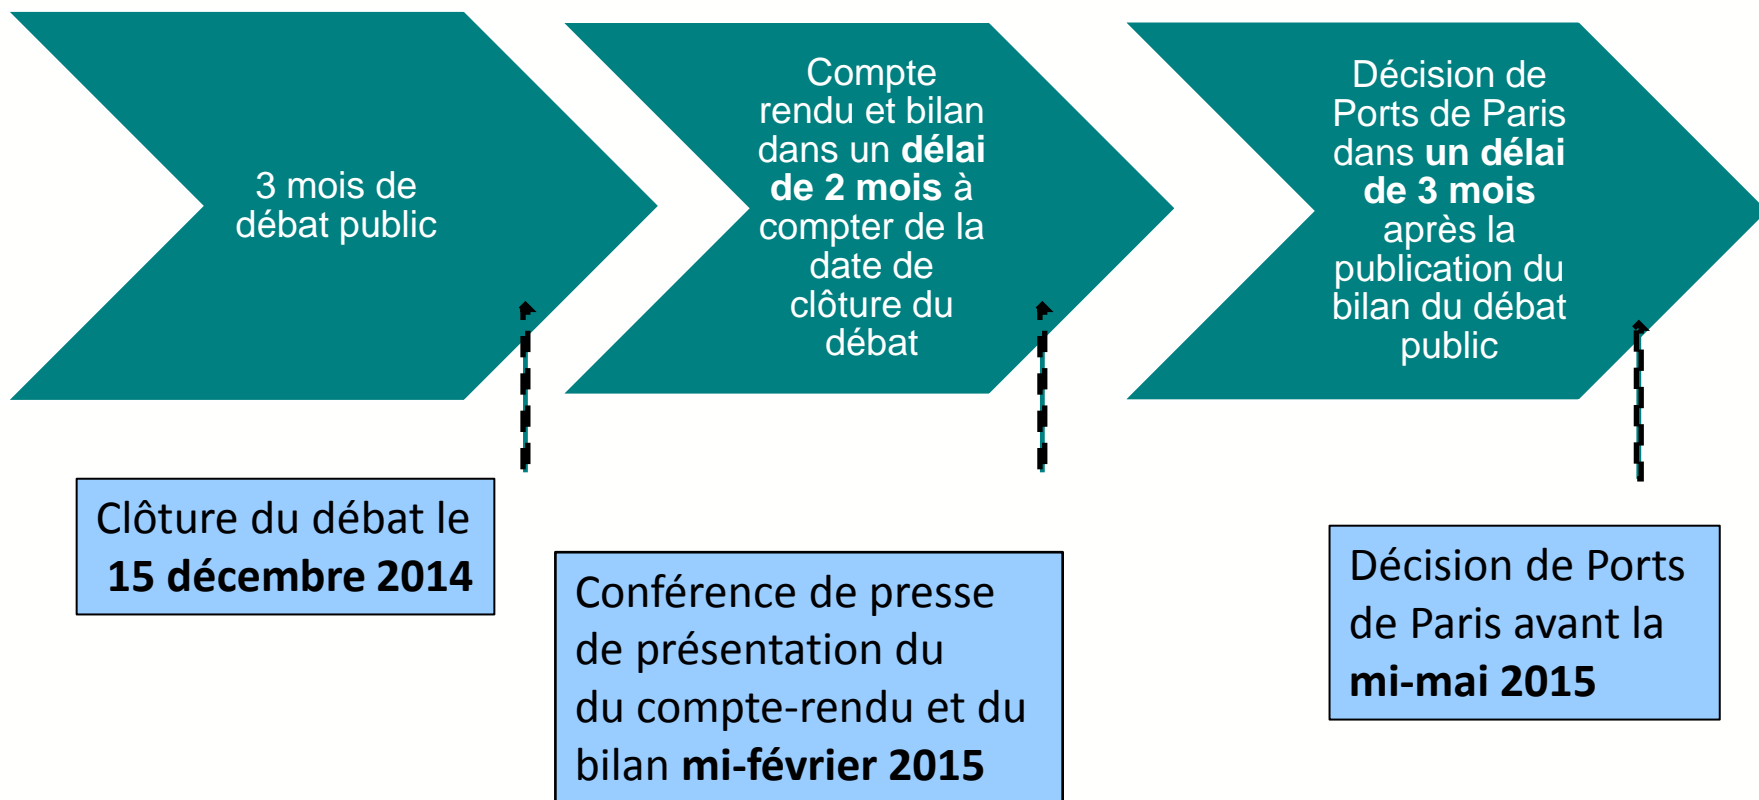 3 mois de
débat public
Compte
rendu et bilan
dans un délai
de 2 mois à
compter de la
date de
clôture du
débat
Décision de
Ports de Paris
dans un délai
de 3 mois
après la
publication du
bilan du débat
public
Clôture du débat le
15 décembre 2014
Conférence de presse
de présentation du
du compte-rendu et du
bilan mi-février 2015
Décision de Ports
de Paris avant la
mi-mai 2015